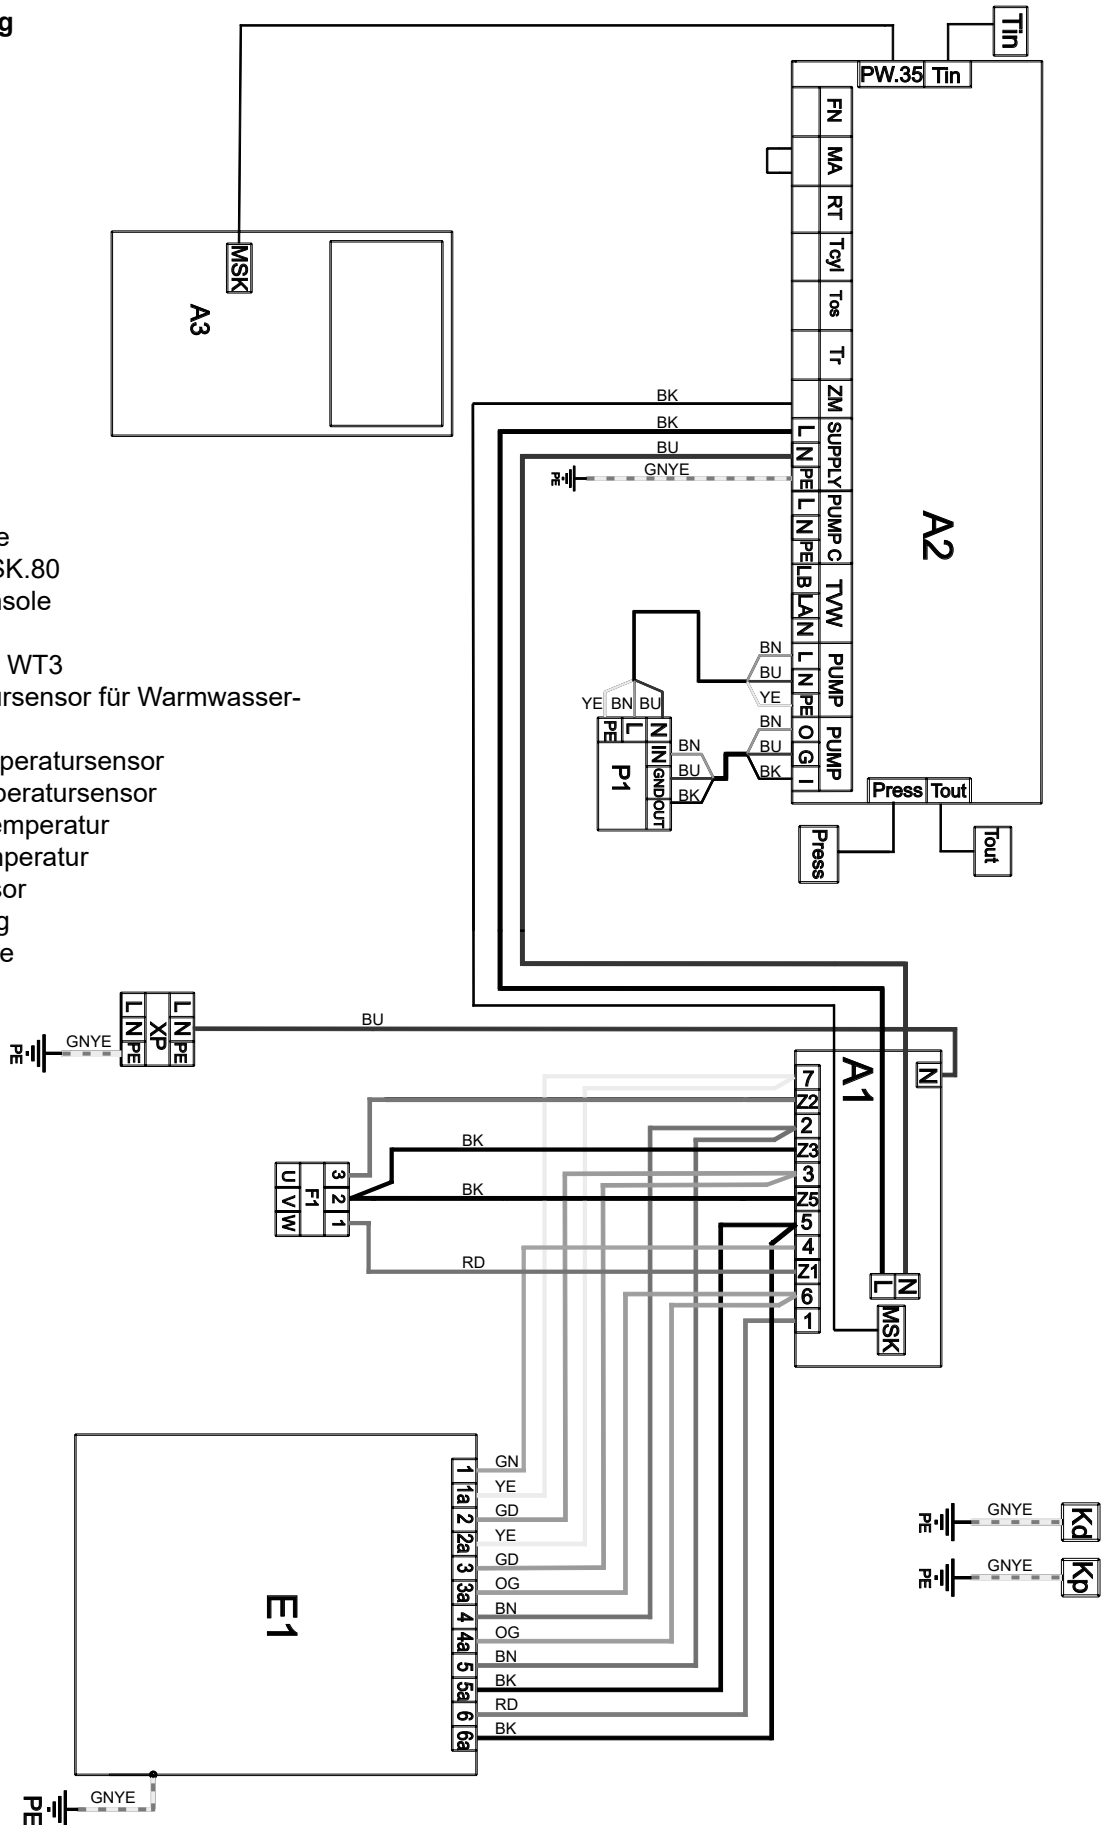 g
Tin
PW.35 Tin
FN
MA
RT
Tcyl
Tos
Tr
ZM
SUPPLY
L
N
PE
PUMP C
L
N
PE
TVW
LB
LA
N
PUMP
L
N
PE
PUMP
O
G
I
A2
MSK
A3
BK
BK
BU
GNYE
PE
e
SK.80
nsole
WT3
ursensor für Warmwasser-
peratursensor
peratursensor
emperatur
nperatur
sor
g
e
BN
BU
YE
YE BN BU
PE
L
N
BN
BU
BK
BN
BU
BK
IN
GND
OUT
P1
Press Tout
Press
Tout
L
N
PE
XP
L
N
PE
GNYE
PE
BU
A1
N
7
Z2
2
Z3
3
Z5
5
4
Z1
6
1
BK
BK
RD
3
2
1
F1
U
V
W
N
L
MSK
GN
YE
GD
YE
GD
OG
BN
OG
BN
BK
RD
BK
1
1a
2
2a
3
3a
4
4a
5
5a
6
6a
E1
GNYE
PE
Kd
GNYE
PE
Kp
GNYE
PE